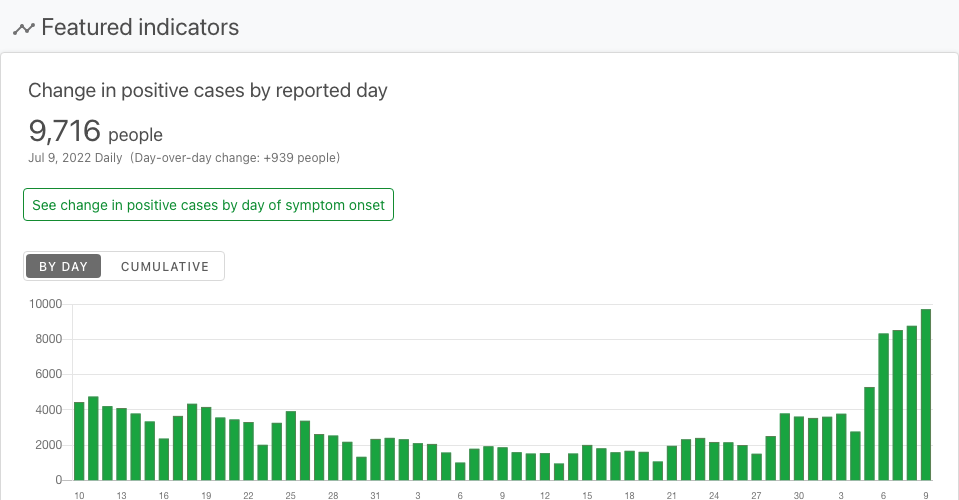 Featured indicators
Change in positive cases by reported day
9,716 people
Jul 9, 2022 Daily (Day-over-day change: +939 people)
See change in positive cases by day of symptom onset
BY DAY CUMULATIVE
10000
8000
6000
4000
2000
0
10 13 16 19 22 25 28 31 3 6 9 12 15 18 21 24 27 30 3 6 9